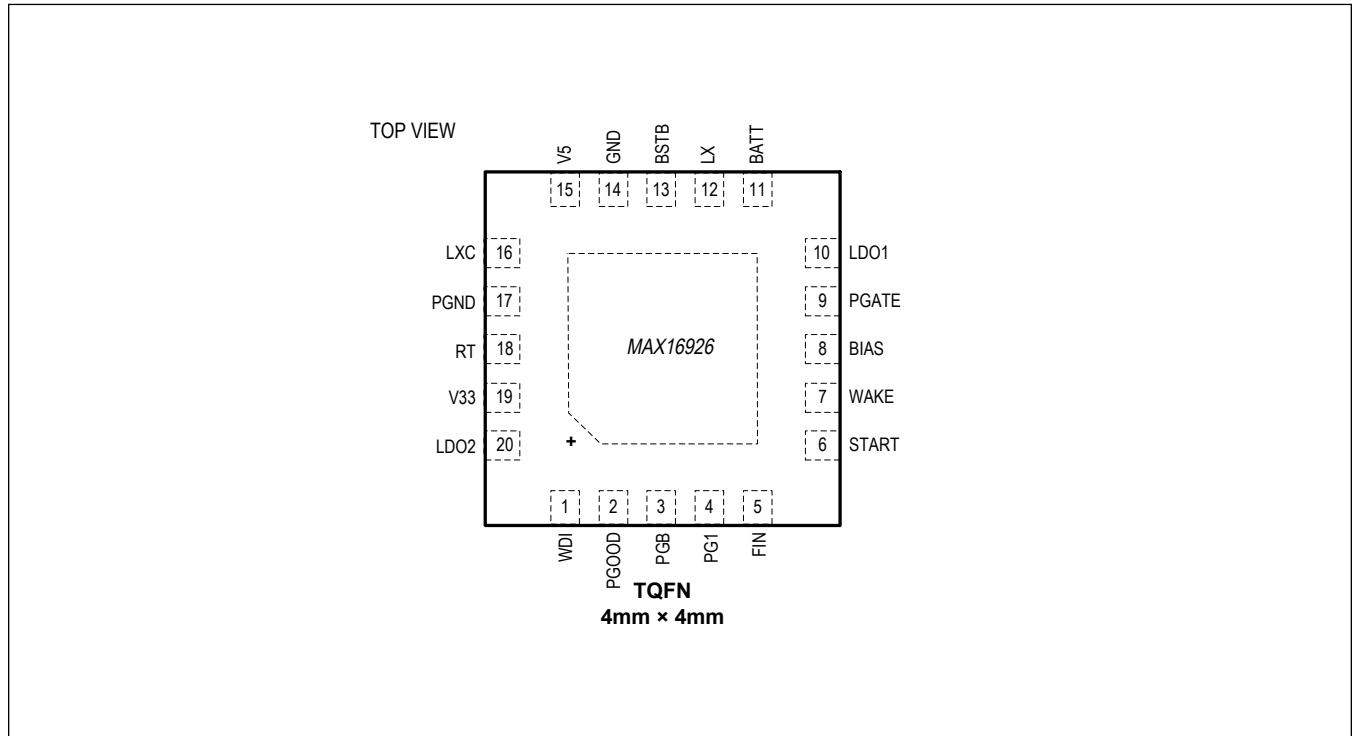 TOP VIEW
V5
GND
BSTB
LX
BATT
15 14 13 12 11
LXC 16 10 LDO1
PGND 17 9 PGATE
RT 18 MAX16926 8 BIAS
V33 19 7 WAKE
LDO2 20 + 6 START
1 2 3 4 5
WDI
PGOOD
PGB
PG1
FIN
TQFN
4mm × 4mm